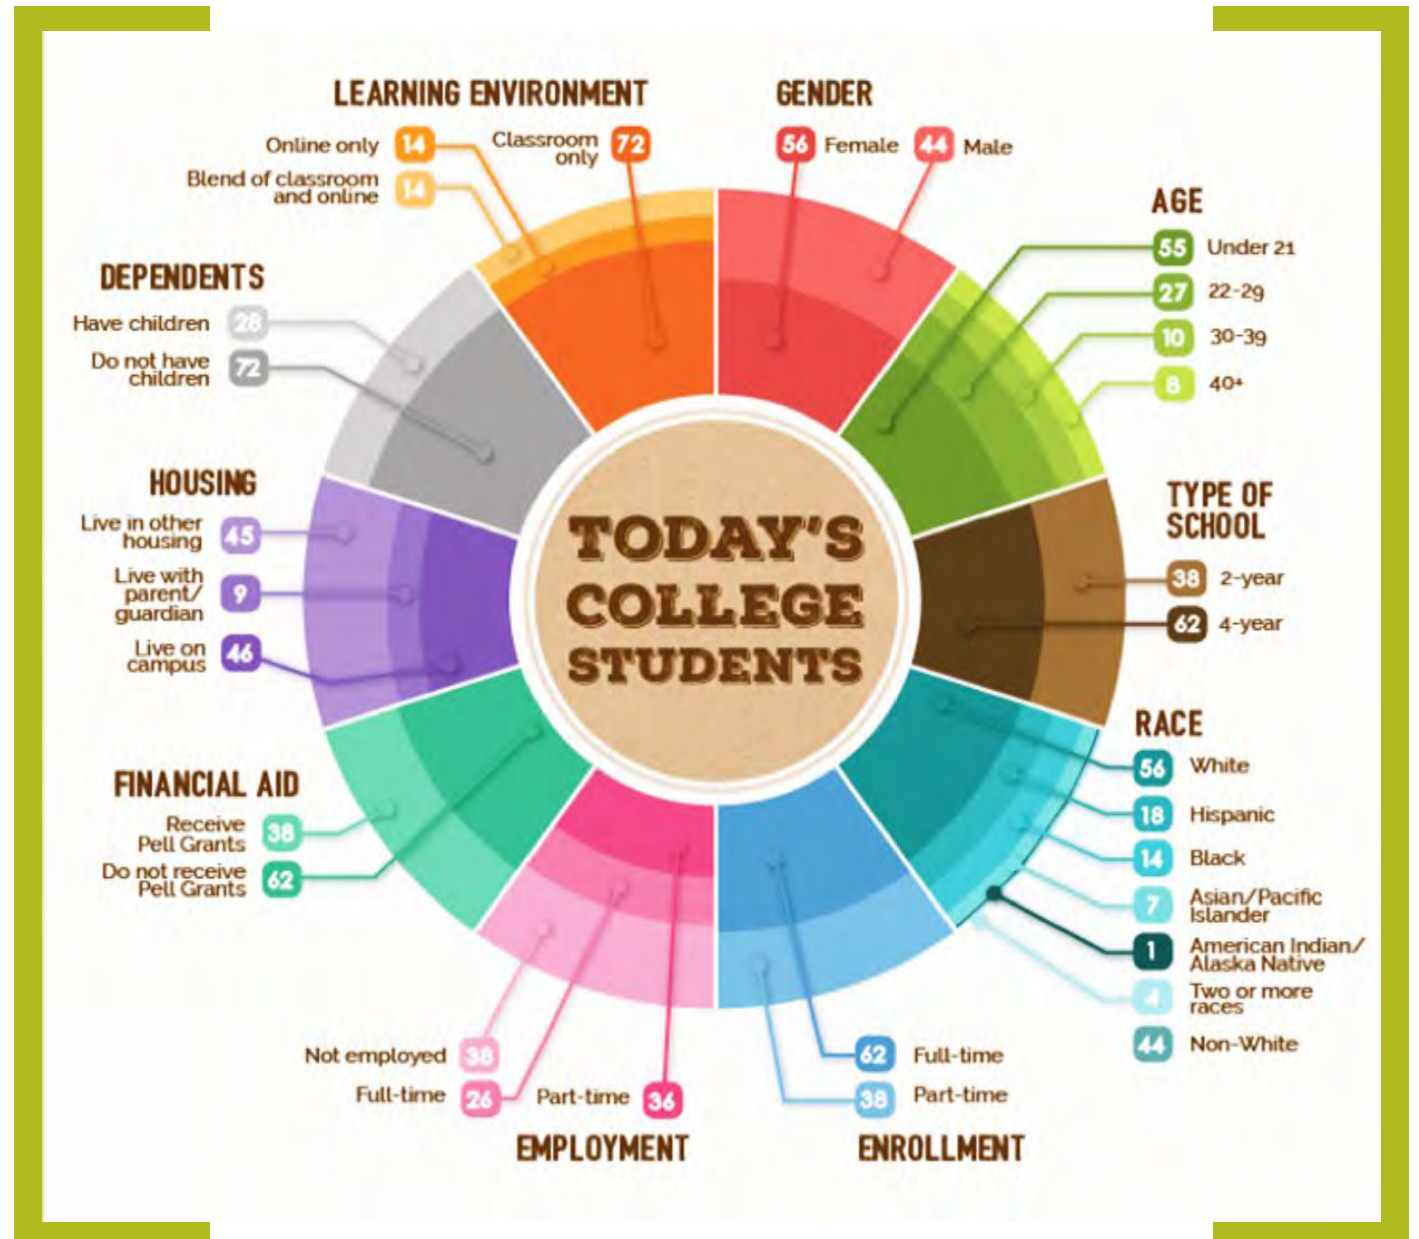 LEARNING ENVIRONMENT
Online only 14
Classroom 72
only
Blend of classroom 14
and online
GENDER
56 Female 44 Male
AGE
55 Under 21
27 22-29
10 30-39
8 40+
TYPE OF
SCHOOL
38 2-year
62 4-year
RACE
56 White
18 Hispanic
14 Black
7 Asian/Pacific
Islander
1 American Indian/
Alaska Native
4 Two or more
races
44 Non-White
ENROLLMENT
62 Full-time
38 Part-time
EMPLOYMENT
Not employed 38
Full-time 26
Part-time 36
FINANCIAL AID
Receive 38
Pell Grants
Do not receive 62
Pell Grants
HOUSING
Live in other 45
housing
Live with
parent/ 9
guardian
Live on 46
campus
DEPENDENTS
Have children 28
Do not have 72
children
TODAY'S
COLLEGE
STUDENTS